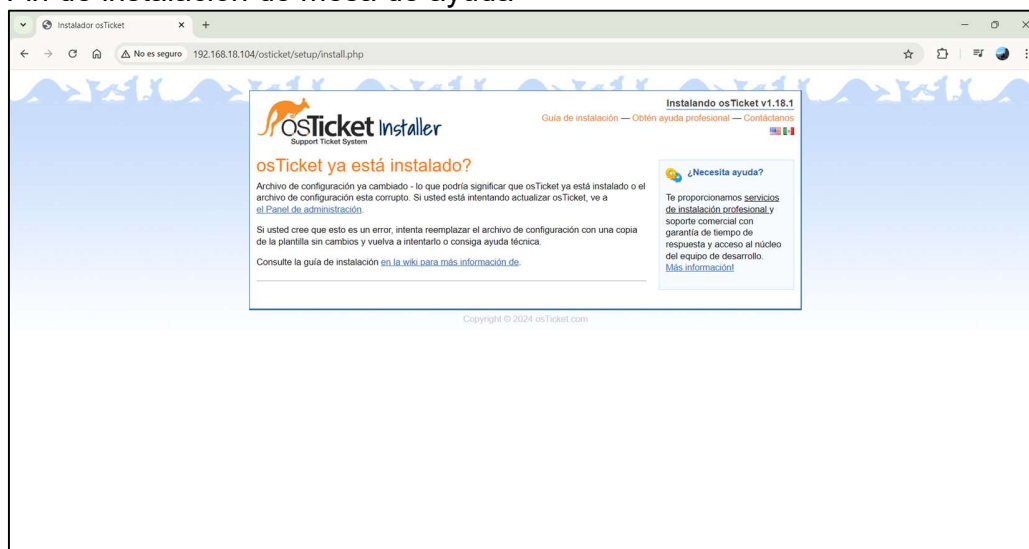 Fin de instalación de mesa de ayuda
Instalador osTicket
No es seguro
192.168.18.104/osticket/setup/install.php
osTicket Installer
Support Ticket System
Instalando osTicket v1.18.1
Guía de instalación — Obtén ayuda profesional — Contáctanos
osTicket ya está instalado?
Archivo de configuración ya cambiado - lo que podría significar que osTicket ya está instalado o el
archivo de configuración esta corrupto. Si usted está intentando actualizar osTicket, ve a
el Panel de administración.
Si usted cree que esto es un error, intenta reemplazar el archivo de configuración con una copia
de la plantilla sin cambios y vuelva a intentarlo o consiga ayuda técnica.
Consulte la guía de instalación en la wiki para más información de.
¿Necesita ayuda?
Te proporcionamos servicios
de instalación profesional y
soporte comercial con
garantía de tiempo de
respuesta y acceso al núcleo
del equipo de desarrollo.
Más información!
Copyright © 2024 osTicket.com